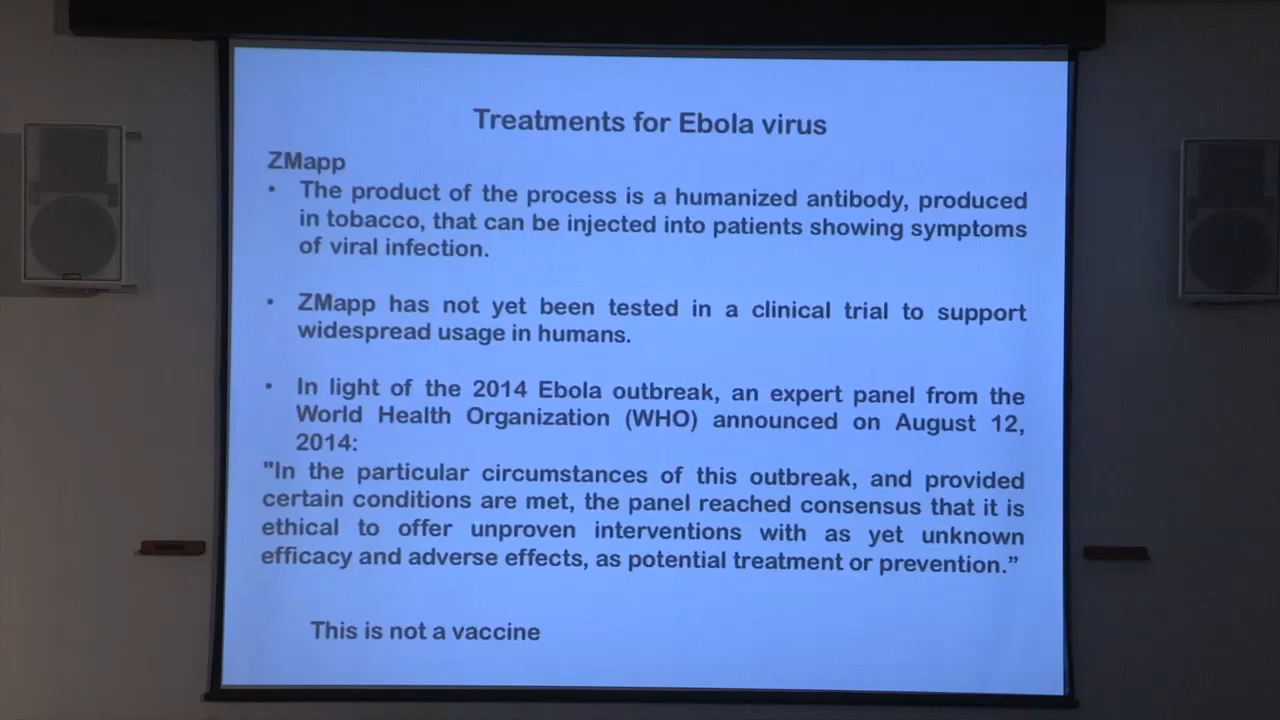 Treatments for Ebola virus
ZMapp
• The product of the process is a humanized antibody, produced
in tobacco, that can be injected into patients showing symptoms
of viral infection.
• ZMapp has not yet been tested in a clinical trial to support
widespread usage in humans.
• In light of the 2014 Ebola outbreak, an expert panel from the
World Health Organization (WHO) announced on August 12,
2014:
"In the particular circumstances of this outbreak, and provided
certain conditions are met, the panel reached consensus that it is
ethical to offer unproven interventions with as yet unknown
efficacy and adverse effects, as potential treatment or prevention.”
This is not a vaccine